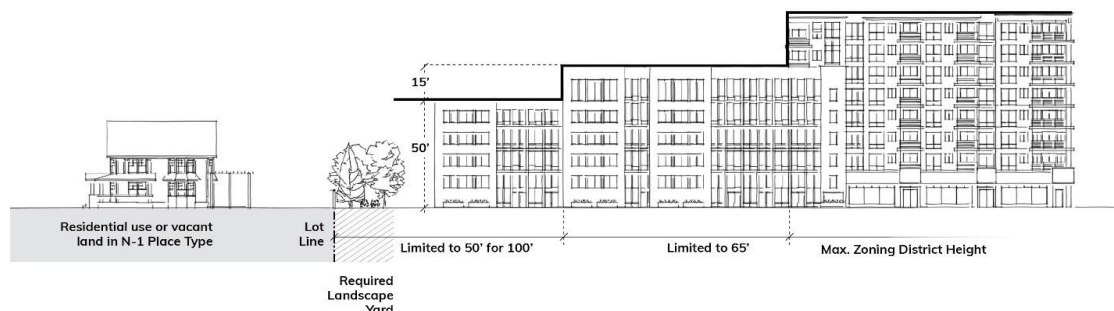 15’
50’
Residential use or vacant
land in N-1 Place Type
Lot
Line
Limited to 50’ for 100’
Limited to 65’
Max. Zoning District Height
Required
Landscape
Yard